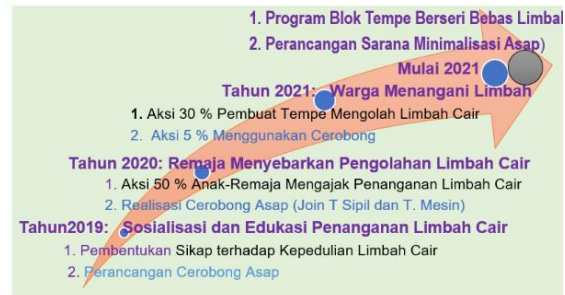 1. Program Blok Tempe Berseri Bebas Limbah
2. Perancangan Sarana Minimalisasi Asap)
Mulai 2021
Tahun 2021: Warga Menangani Limbah
1. Aksi 30 % Pembuat Tempe Mengolah Limbah Cair
2. Aksi 5 % Menggunakan Cerobong
Tahun 2020: Remaja Menyebarkan Pengolahan Limbah Cair
1. Aksi 50 % Anak-Remaja Mengajak Penanganan Limbah Cair
2. Realisasi Cerobong Asap (Join T Sipil dan T. Mesin)
Tahun2019: Sosialisasi dan Edukasi Penanganan Limbah Cair
1. Pembentukan Sikap terhadap Kepedulian Limbah Cair
2. Perancangan Cerobong Asap